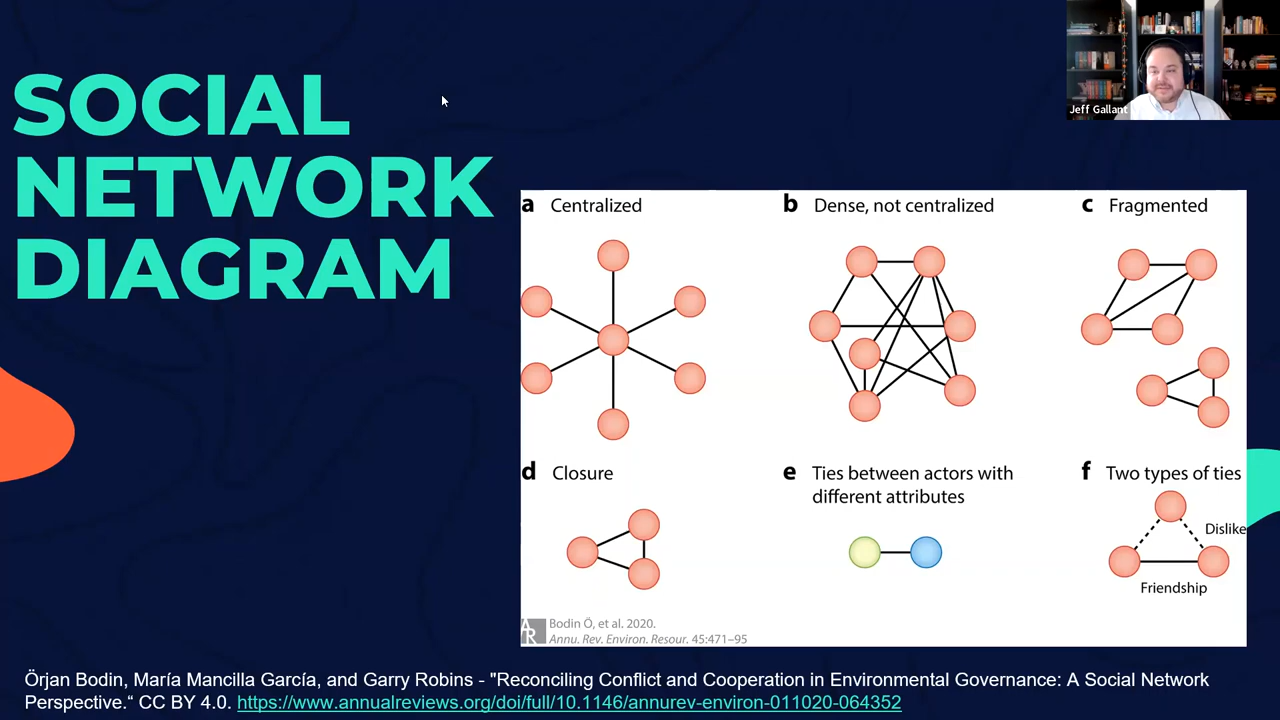 SOCIAL
NETWORK
DIAGRAM
Jeff Gallant
a Centralized
b Dense, not centralized
c Fragmented
d Closure
e Ties between actors with
different attributes
f Two types of ties
Dislike
Friendship
AR
Bodin Ö, et al. 2020.
Annu. Rev. Environ. Resour. 45:471–95
Örjan Bodin, María Mancilla García, and Garry Robins - "Reconciling Conflict and Cooperation in Environmental Governance: A Social Network
Perspective.“ CC BY 4.0. https://www.annualreviews.org/doi/full/10.1146/annurev-environ-011020-064352